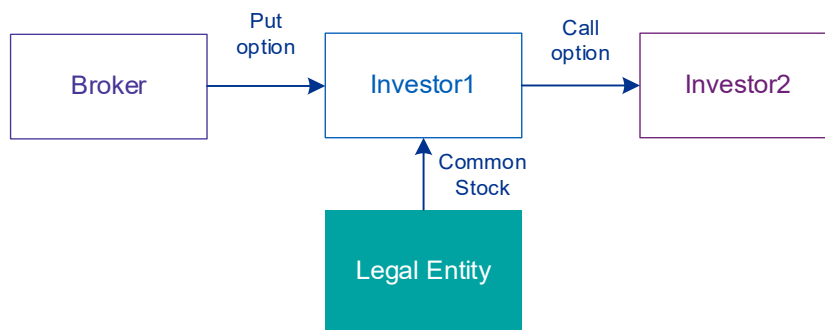 Put
option
Call
option
Broker
Investor1
Investor2
Common
Stock
Legal Entity